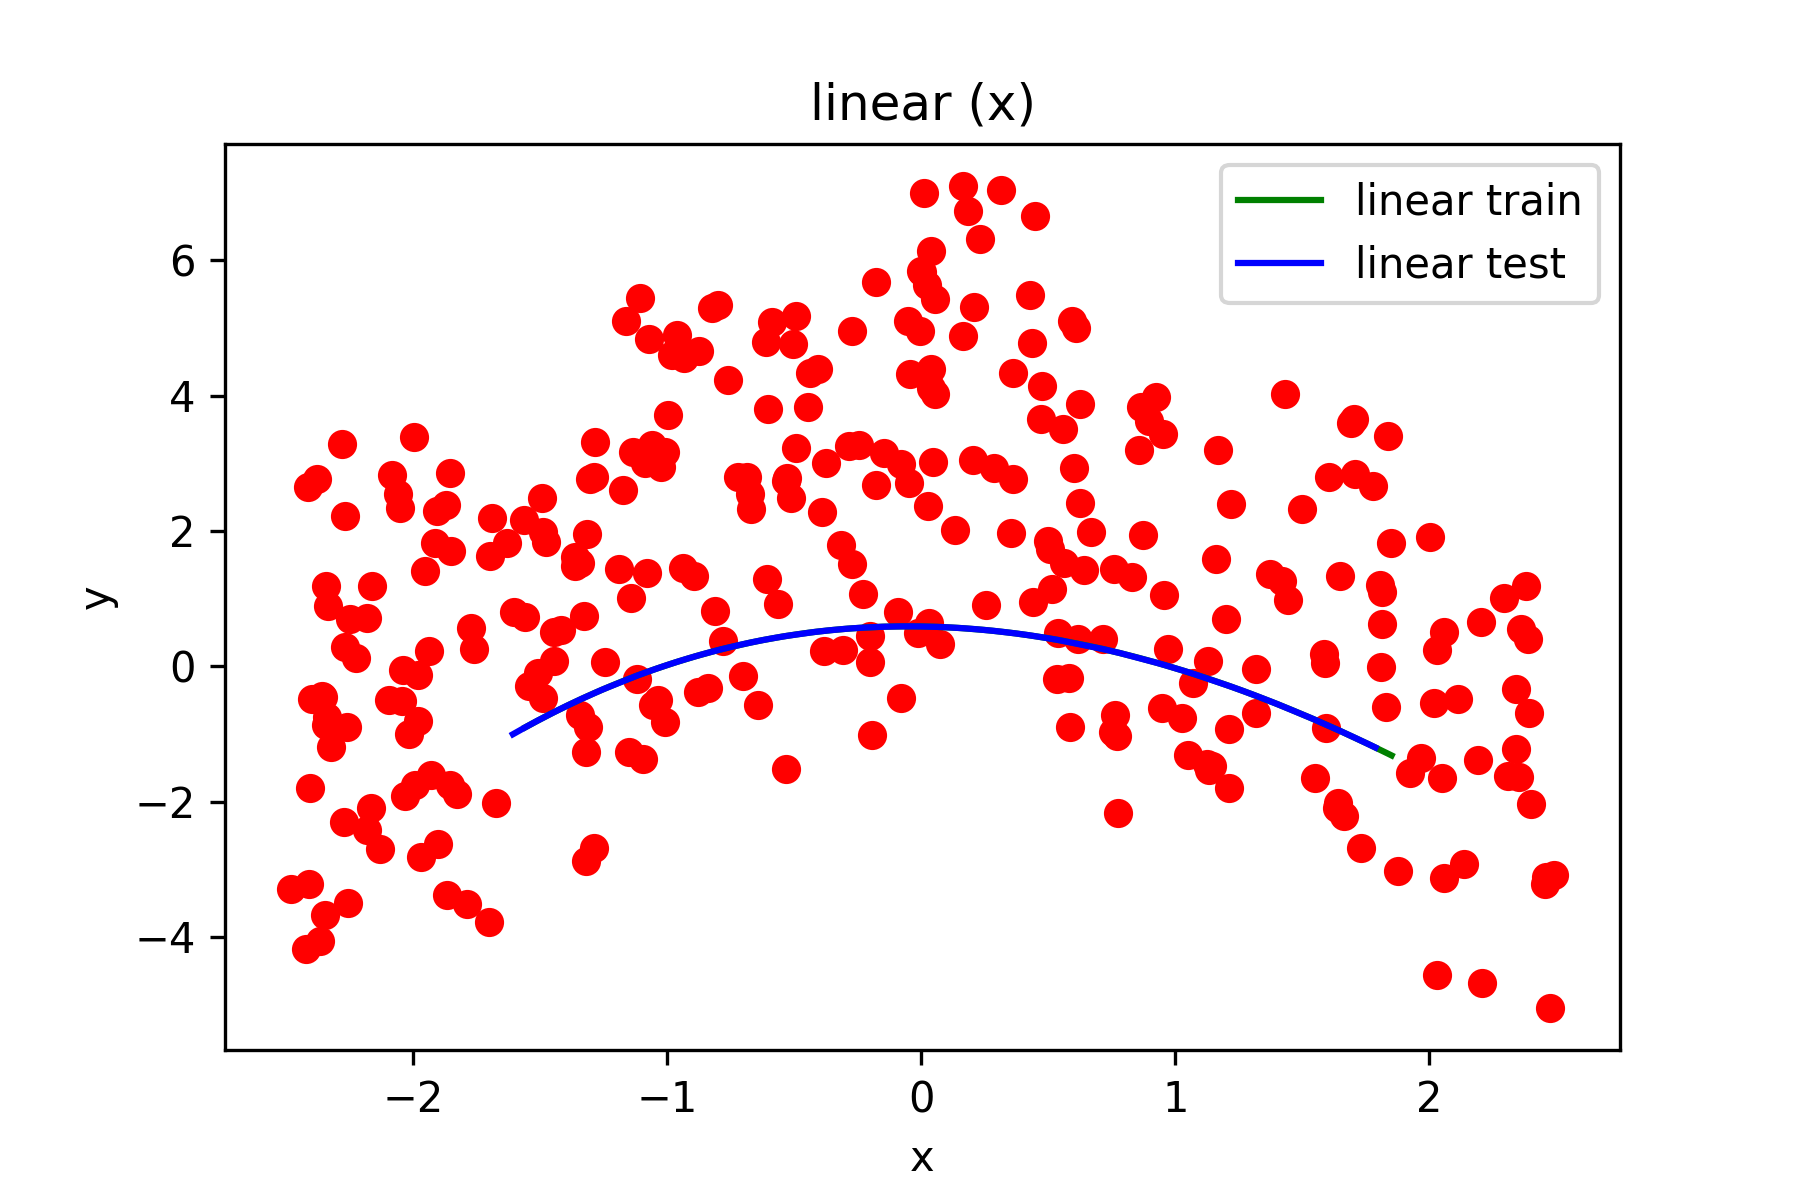 linear (x)
linear train
linear test
6
4
2
0
−2
−4
y
−2 −1 0 1 2
x